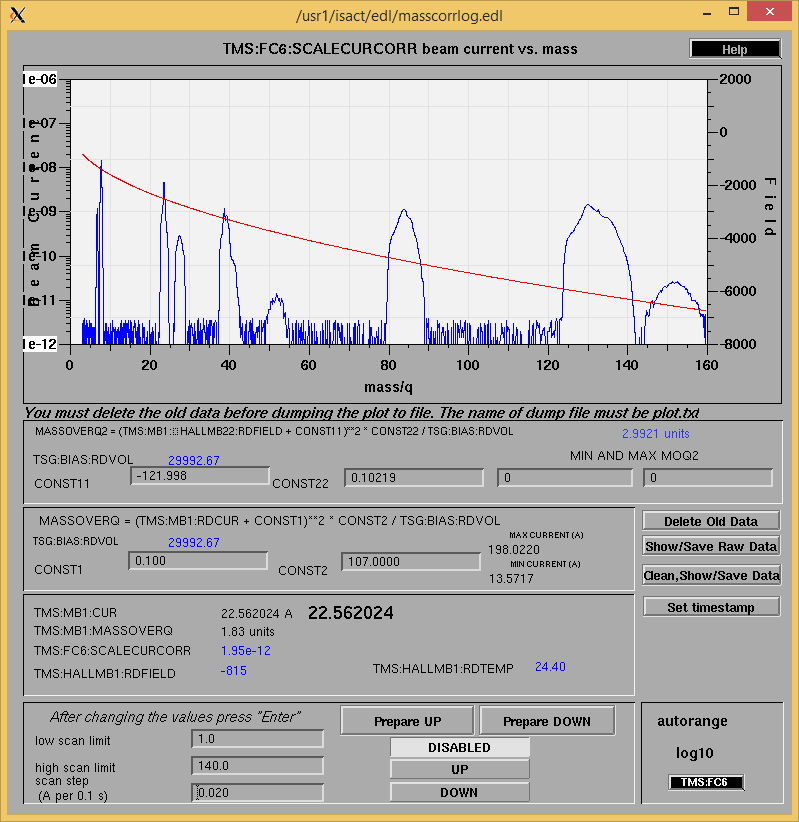 /usr1/isact/edl/masscorrlog.edl
TMS:FC6:SCALECURCORR beam current vs. mass
Help
1e-06
1e-07
1e-08
1e-09
1e-10
1e-11
1e-12
Beam Current
2000
0
-2000
-4000
-6000
-8000
Field
0 20 40 60 80 100 120 140 160
mass/q
You must delete the old data before dumping the plot to file. The name of dump file must be plot.txt
MASSOVERQ2 = (TMS:MB1: HALLMB22:RDFIELD + CONST11)**2 * CONST22 / TSG:BIAS:RDVOL
2.9921 units
TSG:BIAS:RDVOL 29992.67
MIN AND MAX MOQ2
CONST11 -121.998 CONST22 0.10219 0 0
MASSOVERQ = (TMS:MB1:RDCUR + CONST1)**2 * CONST2 / TSG:BIAS:RDVOL
TSG:BIAS:RDVOL 29992.67
MAX CURRENT (A)
198.0220
CONST1 0.100 CONST2 107.0000
MIN CURRENT (A)
13.5717
Delete Old Data
Show/Save Raw Data
Clean,Show/Save Data
Set timestamp
TMS:MB1:CUR 22.562024 A 22.562024
TMS:MB1:MASSOVERQ 1.83 units
TMS:FC6:SCALECURCORR 1.95e-12
TMS:HALLMB1:RDFIELD -815
TMS:HALLMB1:RDTEMP 24.40
After changing the values press "Enter"
low scan limit 1.0
high scan limit 140.0
scan step
(A per 0.1 s) 0.020
Prepare UP
Prepare DOWN
DISABLED
UP
DOWN
autorange
log10
TMS:FC6